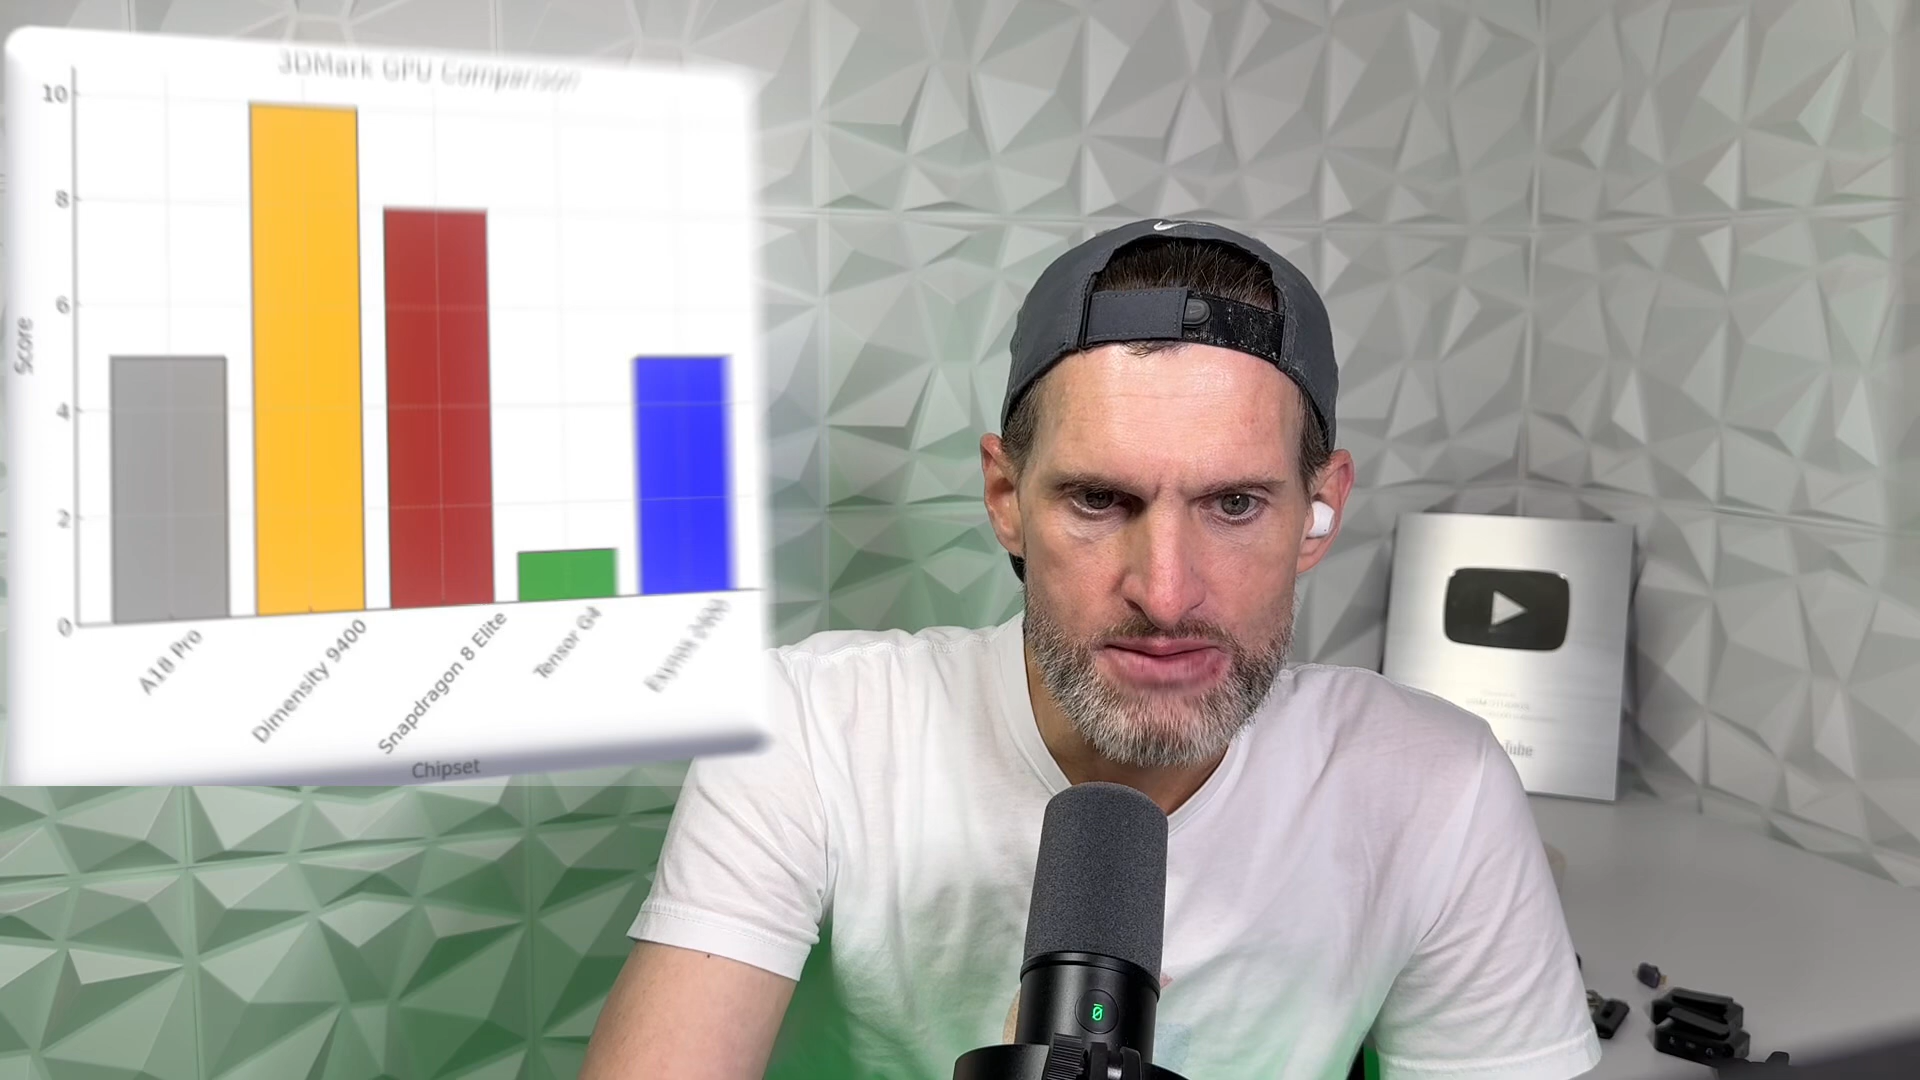 3DMark GPU Comparison
10
8
6
4
2
0
Score
A18 Pro
Dimensity 9400
Snapdragon 8 Elite
Tensor G4
Chipset